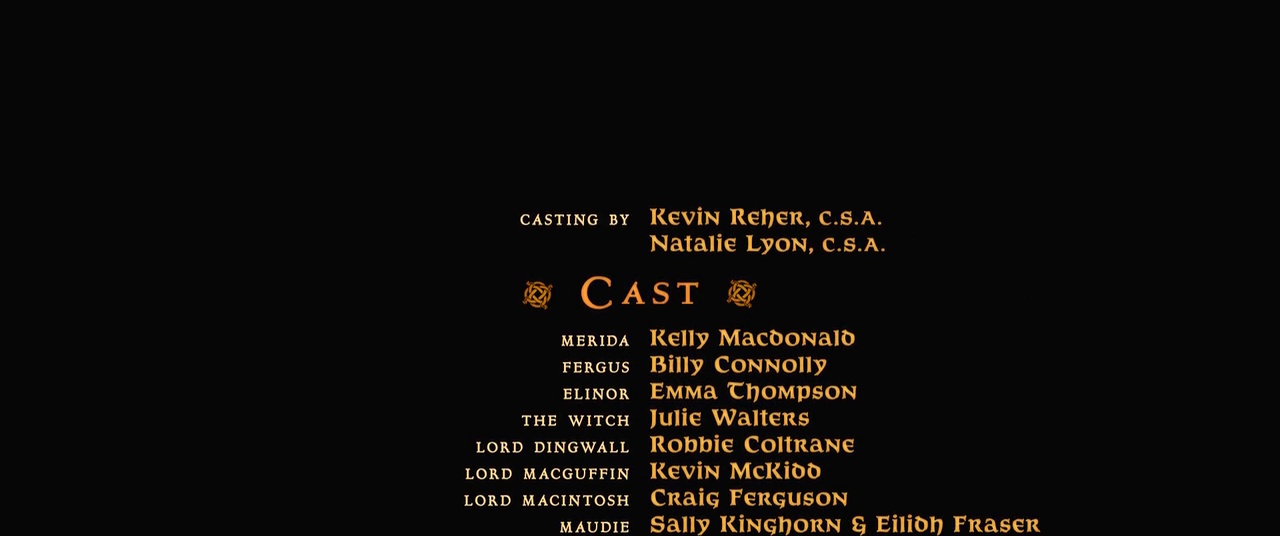 CASTING BY Kevin Reher, C.S.A.
Natalie Lyon, C.S.A.
CAST
MERIDA Kelly Macdonald
FERGUS Billy Connolly
ELINOR Emma Thompson
THE WITCH Julie Walters
LORD DINGWALL Robbie Coltrane
LORD MACGUFFIN Kevin McKidd
LORD MACINTOSH Craig Ferguson
MAUDIE Sally Kinghorn & Eilidh Fraser